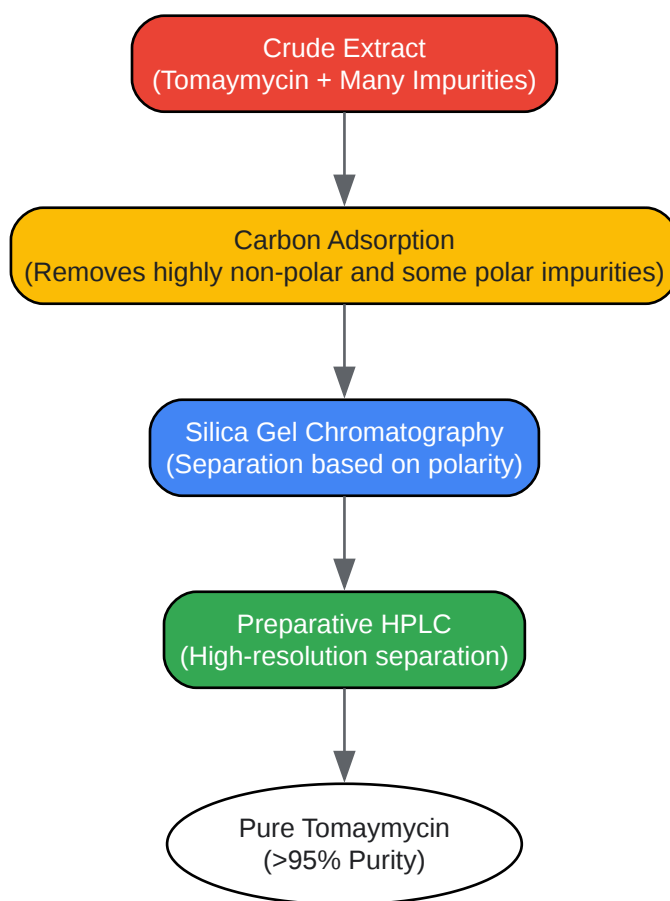 Crude Extract
(Tomaymycin + Many Impurities)
Carbon Adsorption
(Removes highly non-polar and some polar impurities)
Silica Gel Chromatography
(Separation based on polarity)
Preparative HPLC
(High-resolution separation)
Pure Tomaymycin
(>95% Purity)